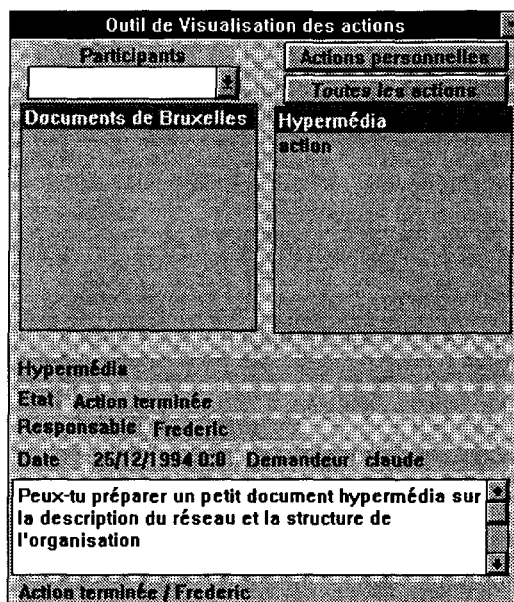 Outil de Visualisation des actions
Participants
Actions personnelles
Toutes les actions
Documents de Bruxelles
Hypermédia
action
Hypermédia
Etat Action terminée
Responsable Frederic
Date 26/12/1994 0:0 Demandeur claude
Peux-tu préparer un petit document hypermédia sur
la description du réseau et la structure de
l'organisation
Action terminée / Frederic